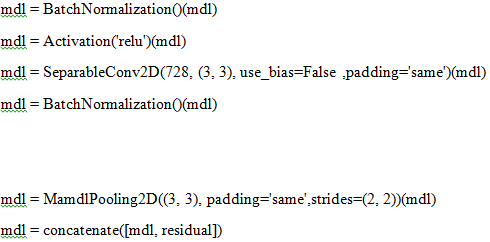 mdl = BatchNormalization()(mdl)
mdl = Activation('relu')(mdl)
mdl = SeparableConv2D(728, (3, 3), use_bias=False ,padding='same')(mdl)
mdl = BatchNormalization()(mdl)
mdl = MamdlPooling2D((3, 3), padding='same',strides=(2, 2))(mdl)
mdl = concatenate([mdl, residual])